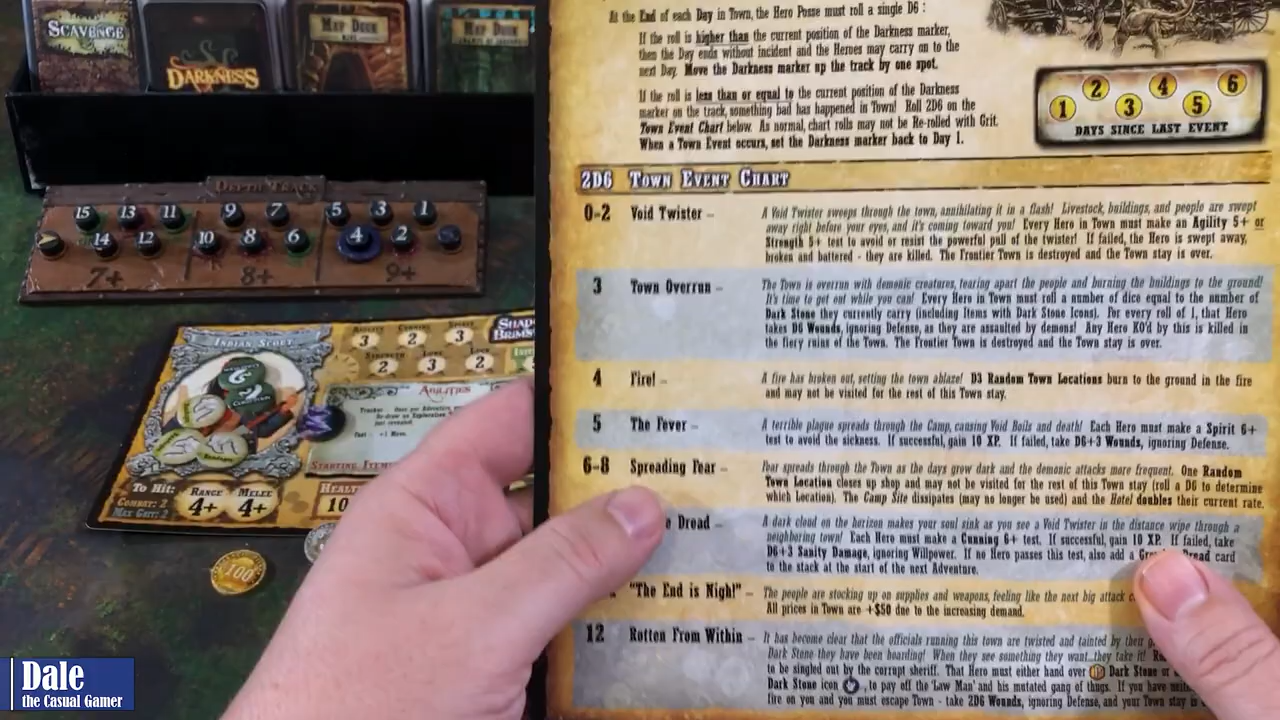 SCAVENGE
DARKNESS
MAP DECK
MINE
MAP DECK
DEPTH TRACK
15 13 11 9 7 5 3 1
14 12 10 8 6 4 2
7+ 8+ 9+
INDIAN SCOUT
AGILITY CUNNING SPIRIT
3 2 3
STRENGTH LORE LUCK
2 3 2
ABILITIES
STARTING ITEMS
TO HIT: RANGE MELEE
4+ 4+
COMBAT: 2
MAX GRIT: 2
HEALTH
10
100
At the End of each Day in Town, the Hero Posse must roll a single D6 :
If the roll is higher than the current position of the Darkness marker,
then the Day ends without incident and the Heroes may carry on to the
next Day. Move the Darkness marker up the track by one spot.
If the roll is less than or equal to the current position of the Darkness
marker on the track, something bad has happened in Town! Roll 2D6 on the
Town Event Chart below. As normal, chart rolls may not be Re-rolled with Grit.
When a Town Event occurs, set the Darkness marker back to Day 1.
1 2 3 4 5 6
DAYS SINCE LAST EVENT
2D6 TOWN EVENT CHART
0-2 Void Twister – A Void Twister sweeps through the town, annihilating it in a flash! Livestock, buildings, and people are swept
away right before your eyes, and it's coming toward you! Every Hero in Town must make an Agility 5+ or
Strength 5+ test to avoid or resist the powerful pull of the twister! If failed, the Hero is swept away,
broken and battered - they are killed. The Frontier Town is destroyed and the Town stay is over.
3 Town Overrun – The Town is overrun with demonic creatures, tearing apart the people and burning the buildings to the ground!
It's time to get out while you can! Every Hero in Town must roll a number of dice equal to the number of
Dark Stone they currently carry (including Items with Dark Stone Icons). For every roll of 1, that Hero
takes D6 Wounds, ignoring Defense, as they are assaulted by demons! Any Hero KO'd by this is killed in
the fiery ruins of the Town. The Frontier Town is destroyed and the Town stay is over.
4 Fire! – A fire has broken out, setting the town ablaze! D3 Random Town Locations burn to the ground in the fire
and may not be visited for the rest of this Town stay.
5 The Fever – A terrible plague spreads through the Camp, causing Void Boils and death! Each Hero must make a Spirit 6+
test to avoid the sickness. If successful, gain 10 XP. If failed, take D6+3 Wounds, ignoring Defense.
6-8 Spreading Fear – Fear spreads through the Town as the days grow dark and the demonic attacks more frequent. One Random
Town Location closes up shop and may not be visited for the rest of this Town stay (roll a D6 to determine
which Location). The Camp Site dissipates (may no longer be used) and the Hotel doubles their current rate.
Dread – A dark cloud on the horizon makes your soul sink as you see a Void Twister in the distance wipe through a
neighboring town! Each Hero must make a Cunning 6+ test. If successful, gain 10 XP. If failed, take
D6+3 Sanity Damage, ignoring Willpower. If no Hero passes this test, also add a Dread card
to the stack at the start of the next Adventure.
"The End is Nigh!" – The people are stocking up on supplies and weapons, feeling like the next big attack
All prices in Town are +$50 due to the increasing demand.
12 Rotten From Within – It has become clear that the officials running this town are twisted and tainted by their
Dark Stone they have been hoarding! When they see something they want...they take it!
to be singled out by the corrupt sheriff. That Hero must either hand over Dark Stone or
Dark Stone icon , to pay off the 'Law Man' and his mutated gang of thugs. If you have
fire on you and you must escape Town - take 2D6 Wounds, ignoring Defense, and your Town stay is
Dale
the Casual Gamer